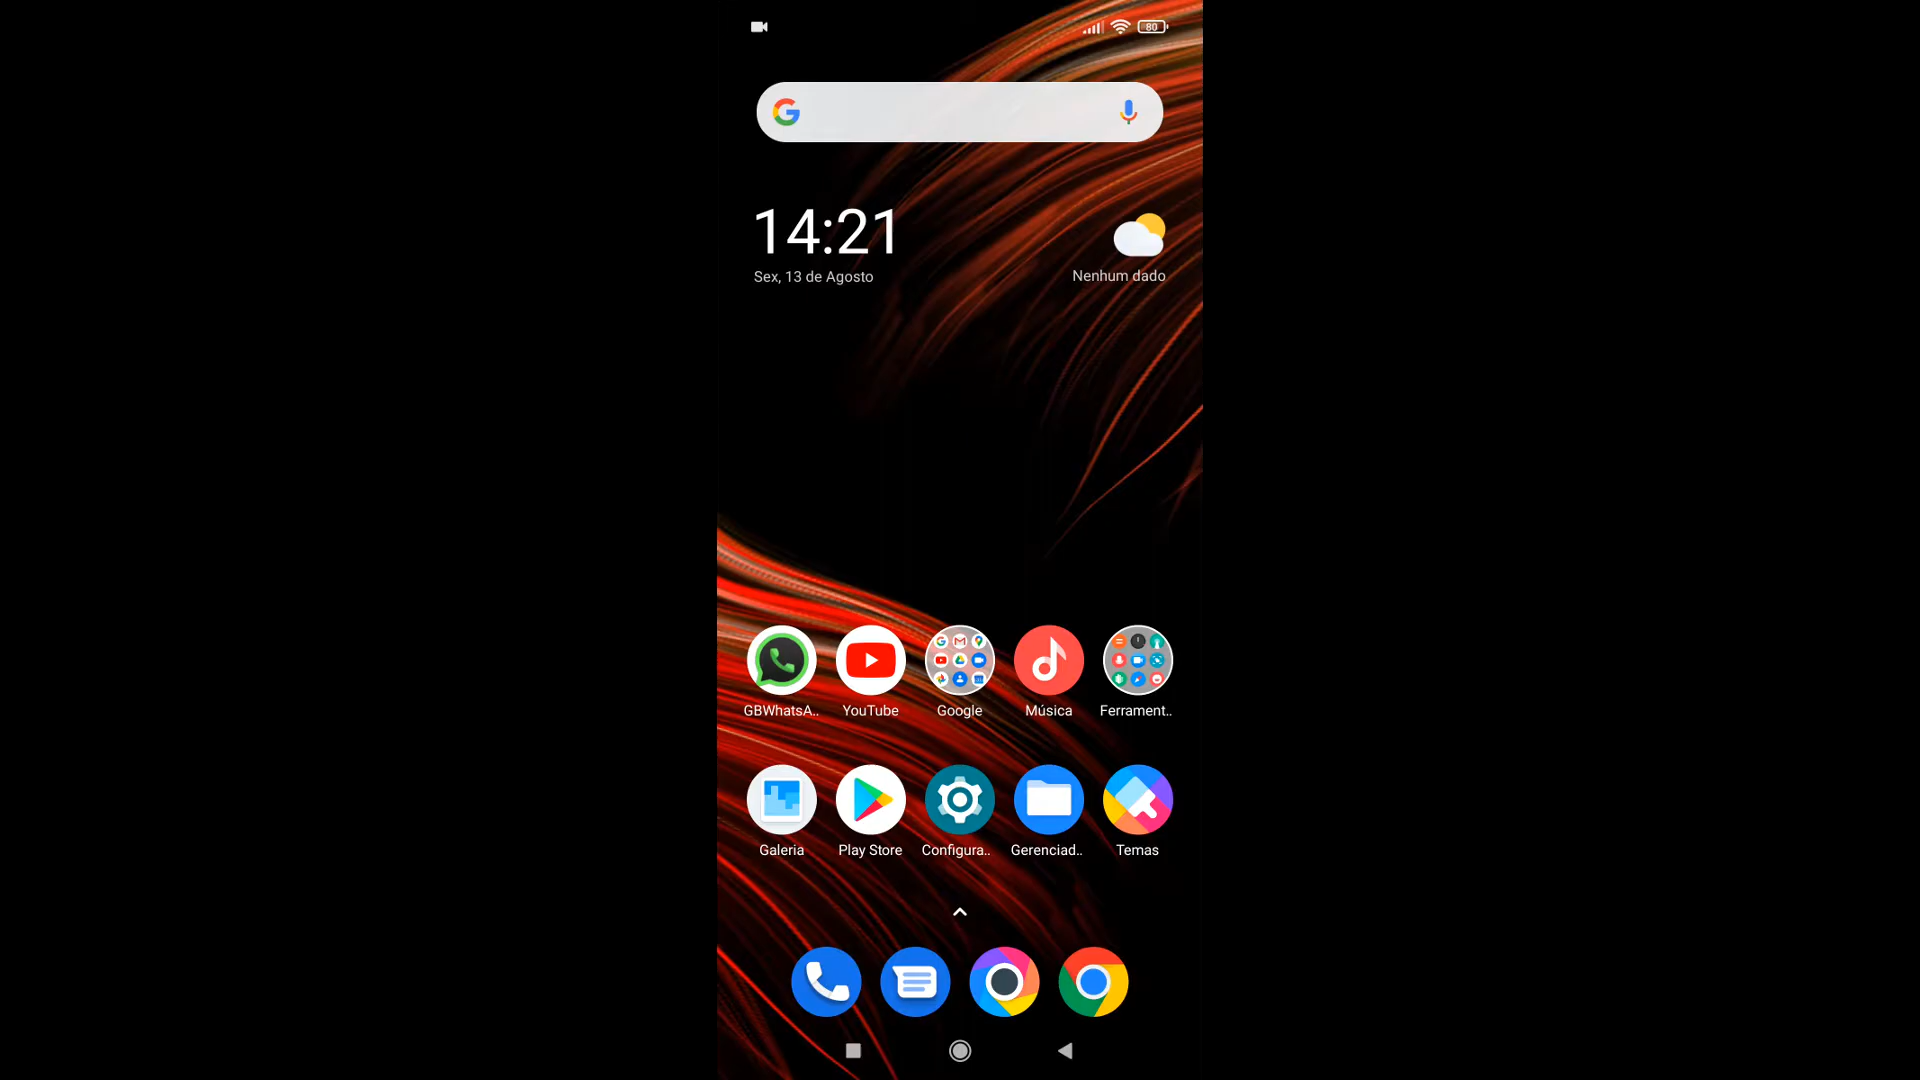 80
14:21
Sex, 13 de Agosto
Nenhum dado
GBWhatsA..
YouTube
Google
Música
Ferrament..
Galeria
Play Store
Configura..
Gerenciad..
Temas